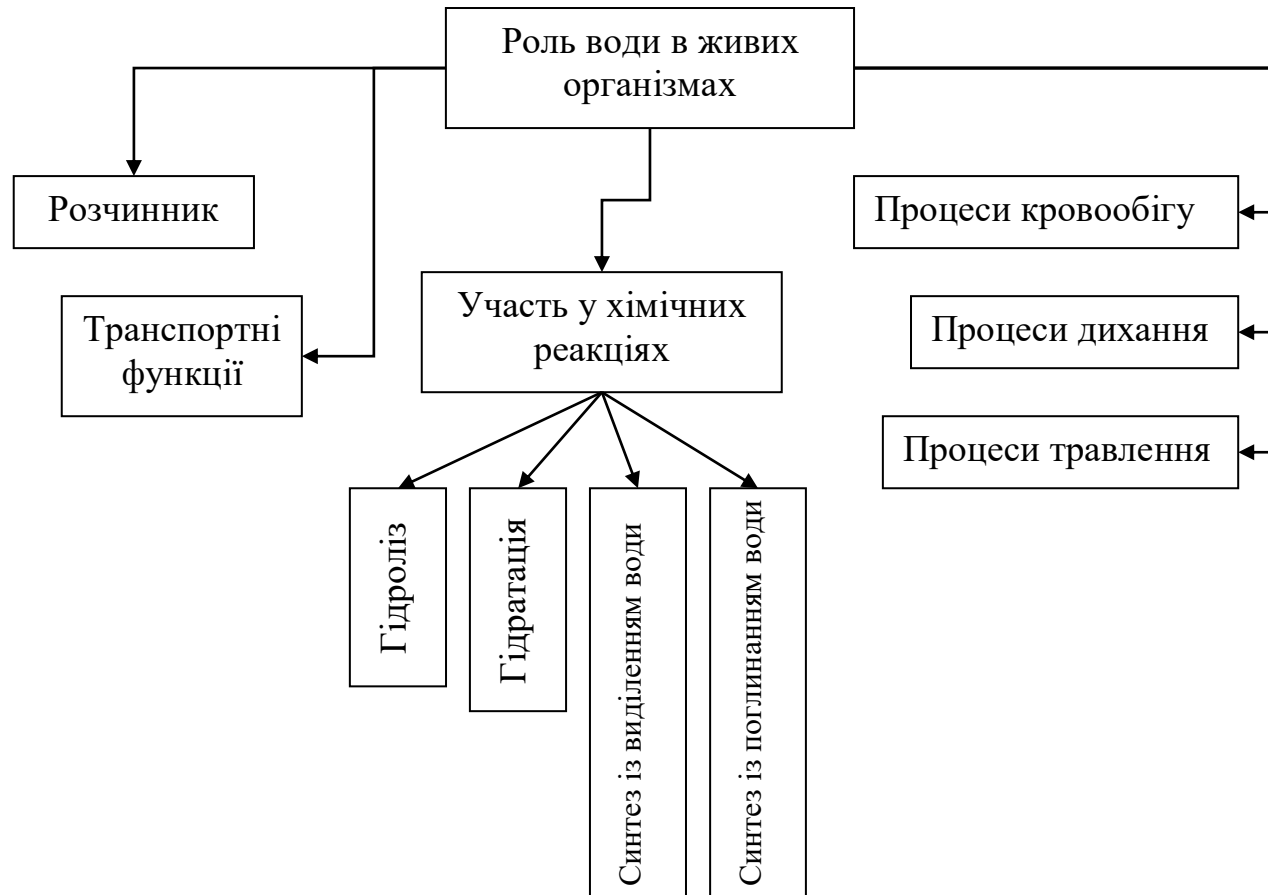 Роль води в живих
організмах
Розчинник
Процеси кровообігу
Транспортні
функції
Участь у хімічних
реакціях
Процеси дихання
Процеси травлення
Гідроліз
Гідратація
Синтез із виділенням води
Синтез із поглинанням води